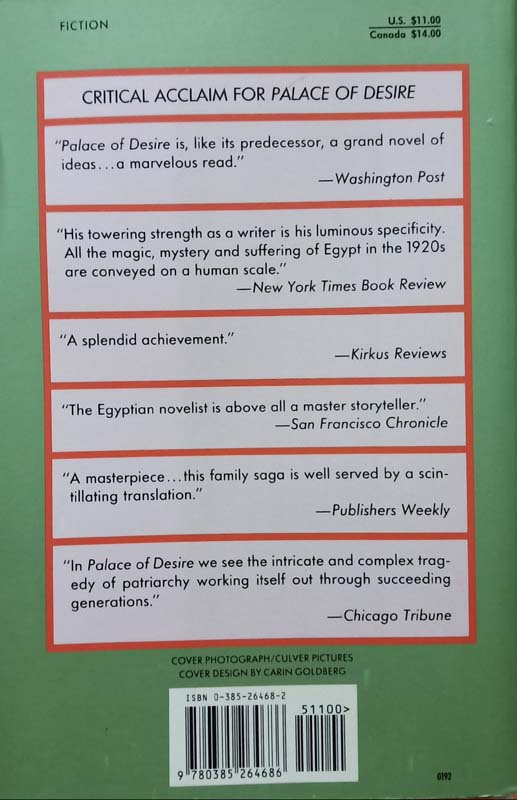 FICTION
U.S. $11.00
Canada $14.00
CRITICAL ACCLAIM FOR PALACE OF DESIRE
"Palace of Desire is, like its predecessor, a grand novel of
ideas...a marvelous read."
—Washington Post
"His towering strength as a writer is his luminous specificity.
All the magic, mystery and suffering of Egypt in the 1920s
are conveyed on a human scale."
—New York Times Book Review
"A splendid achievement."
—Kirkus Reviews
"The Egyptian novelist is above all a master storyteller."
—San Francisco Chronicle
"A masterpiece...this family saga is well served by a scin-
tillating translation."
—Publishers Weekly
"In Palace of Desire we see the intricate and complex trag-
edy of patriarchy working itself out through succeeding
generations."
—Chicago Tribune
COVER PHOTOGRAPH/CULVER PICTURES
COVER DESIGN BY CARIN GOLDBERG
ISBN 0-385-26468-2
51100>
9 780385 264686
0192